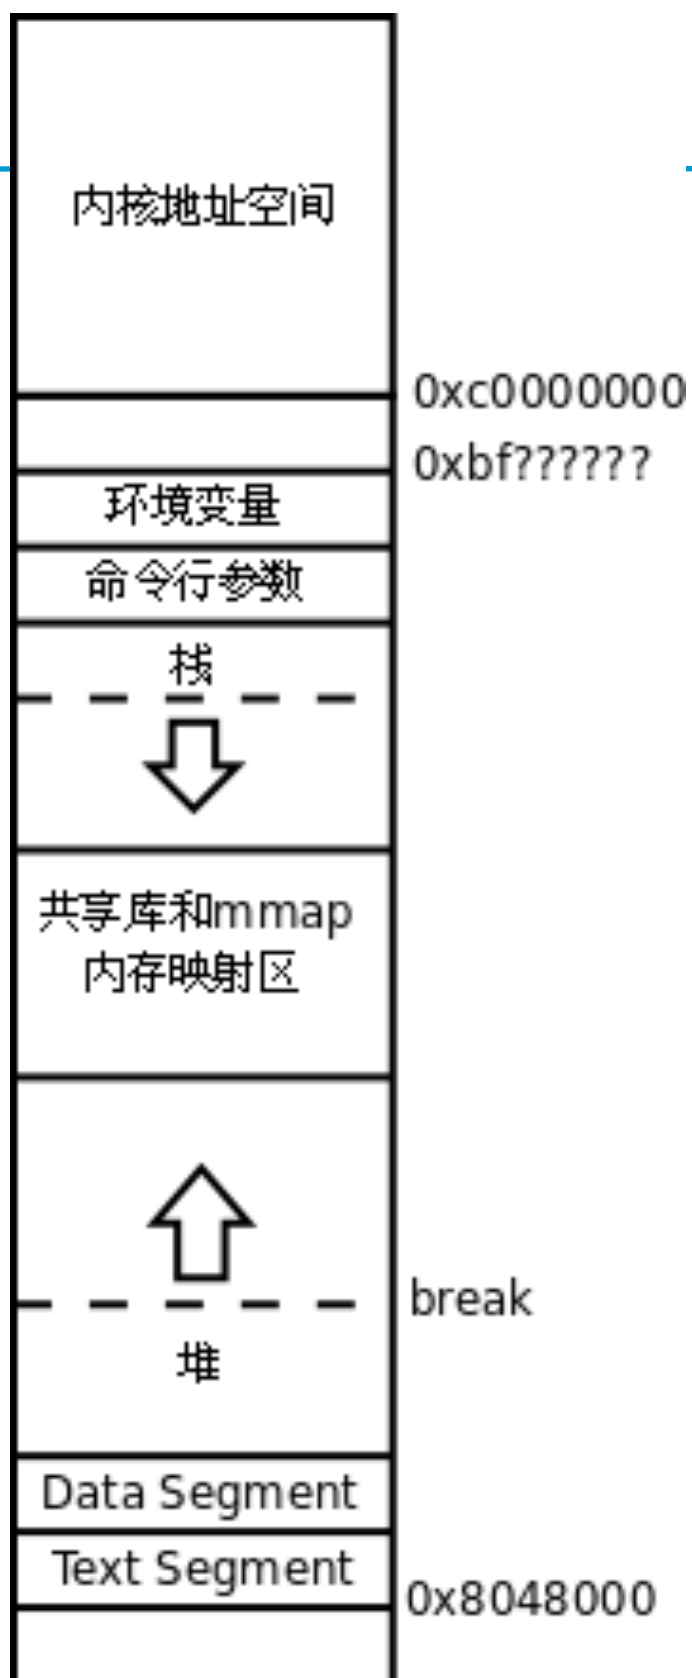 内核地址空间
0xc0000000
0xbf??????
环境变量
命令行参数
栈
共享库和mmap
内存映射区
break
堆
Data Segment
Text Segment
0x8048000